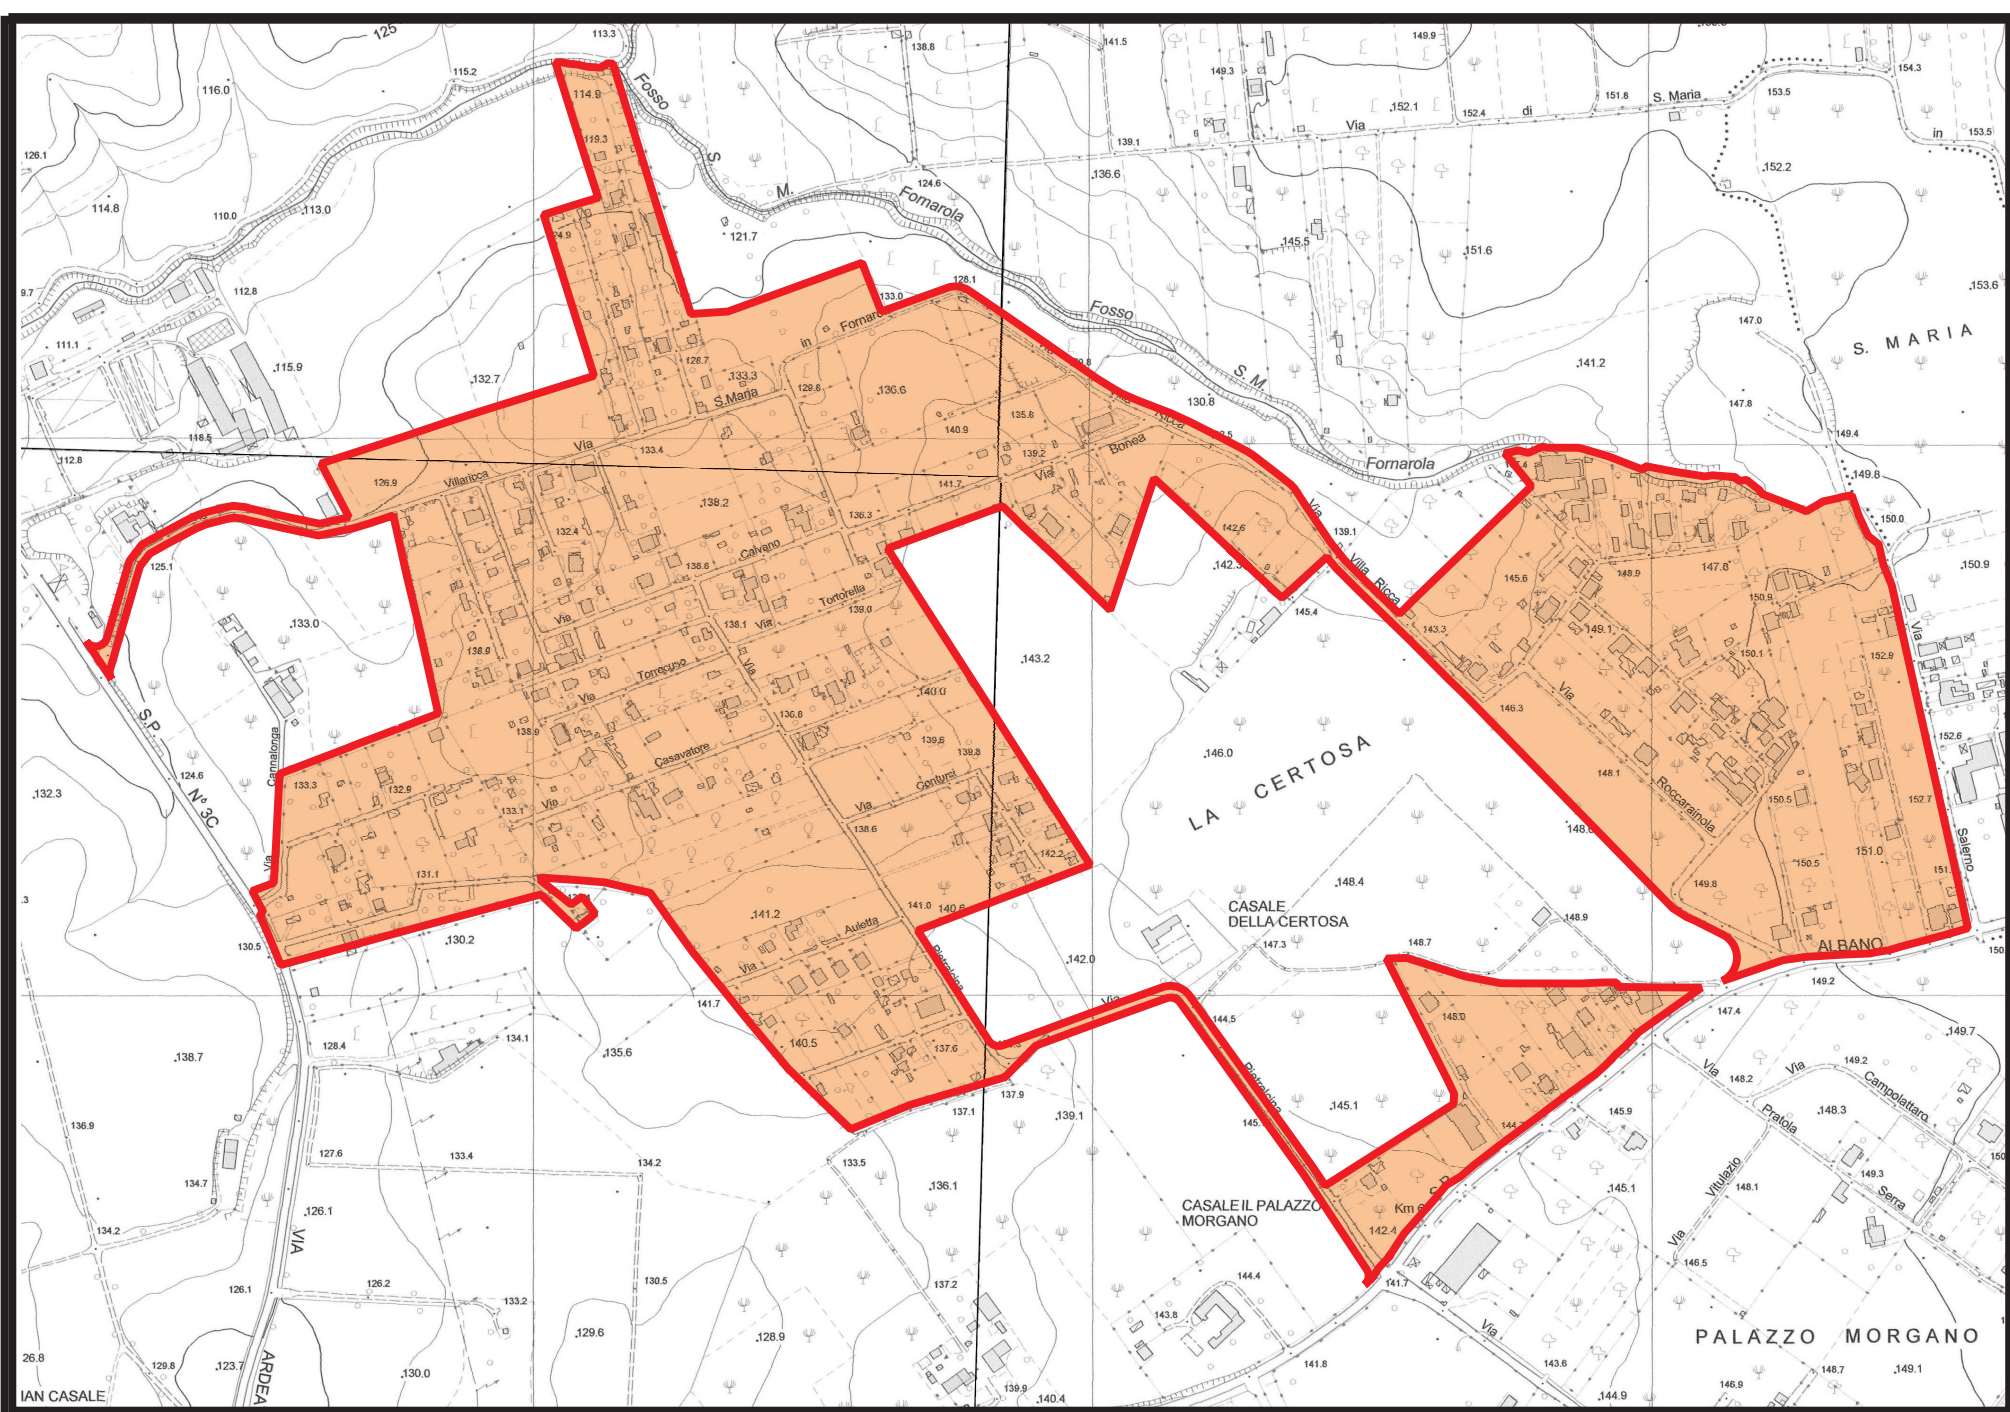 125
113.3
138.8
141.5
149.9
154.3
115.2
116.0
114.9
Fosso
149.3
152.1
151.8
S. Maria
153.5
152.4
di
Via
in
153.5
119.3
139.1
126.1
S.
M.
124.6
136.6
152.2
114.8
110.0
113.0
Fornarola
121.7
145.5
151.6
153.6
112.8
128.1
133.0
Fosso
147.0
S. MARIA
111.1
115.9
in
128.7
133.3
129.8
136.6
132.7
S.Maria
S.M.
130.8
141.2
147.8
149.4
118.5
Via
133.4
140.9
135.8
Villa Ricca
Bonea
139.2
Via
Fornarola
112.8
126.9
Villaricca
138.2
141.7
136.3
149.8
150.0
132.4
Calvano
142.6
Via
139.1
125.1
138.8
Tortorella
139.0
Villa Ricca
145.6
148.9
147.8
150.9
150.9
133.0
Via
138.1
Via
145.4
143.3
149.1
Via
138.9
Torrecuso
Via
143.2
150.1
152.9
S.P.
Via
140.0
146.3
Via
138.9
136.8
139.6
139.8
146.0
LA CERTOSA
152.6
Cannalonga
Casavatore
124.6
133.3
132.9
Via
Contursi
148.1
Roccarainola
150.5
152.7
132.3
N° 3C
133.1
Via
138.6
Salerno
Via
142.2
150.5
151.0
131.1
148.4
149.8
141.2
141.0
140.6
CASALE
DELLA CERTOSA
148.9
130.5
130.2
Auletta
Via
Pietralcina
142.0
147.3
148.7
ALBANO
149.2
141.7
Via
144.5
148.0
147.4
149.7
138.7
128.4
134.1
135.6
140.5
137.6
Pietralcina
149.2
Via
Via
148.2
Campolattaro
136.9
137.1
137.9
139.1
145.1
145.9
Pratola
148.3
127.6
133.4
134.2
133.5
134.7
136.1
145.1
Vitulazio
148.1
149.3
Serra
CASALE IL PALAZZO
MORGANO
142.4
134.2
126.1
VIA
Via
146.5
126.1
126.2
130.5
137.2
144.4
141.7
133.2
143.8
129.6
128.9
Via
PALAZZO MORGANO
26.8
129.8
123.7
130.0
ARDEA
141.8
143.6
148.7
149.1
IAN CASALE
139.9
140.4
144.9
146.9